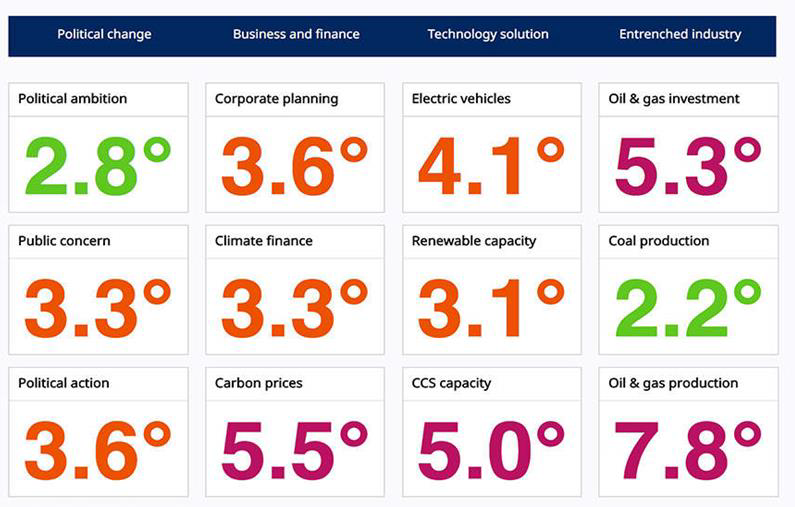 Political change Business and finance Technology solution Entrenched industry
Political ambition Corporate planning Electric vehicles Oil & gas investment
2.8° 3.6° 4.1° 5.3°
Public concern Climate finance Renewable capacity Coal production
3.3° 3.3° 3.1° 2.2°
Political action Carbon prices CCS capacity Oil & gas production
3.6° 5.5° 5.0° 7.8°